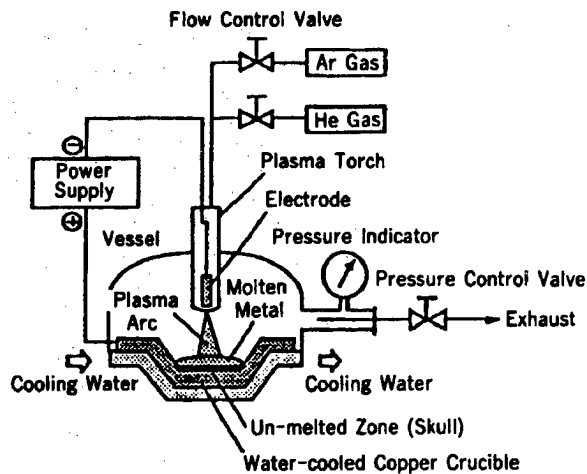 Flow Control Valve
Ar Gas
He Gas
Plasma Torch
Electrode
Pressure Indicator
Pressure Control Valve
Exhaust
⊖
Power
Supply
⊕
Vessel
Plasma
Arc
Molten
Metal
Cooling Water
Cooling Water
Un-melted Zone (Skull)
Water-cooled Copper Crucible